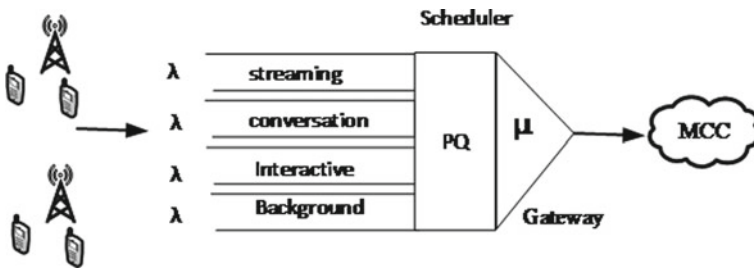 Scheduler
λ streaming
λ conversation
λ Interactive
λ Background
PQ
μ
Gateway
MCC